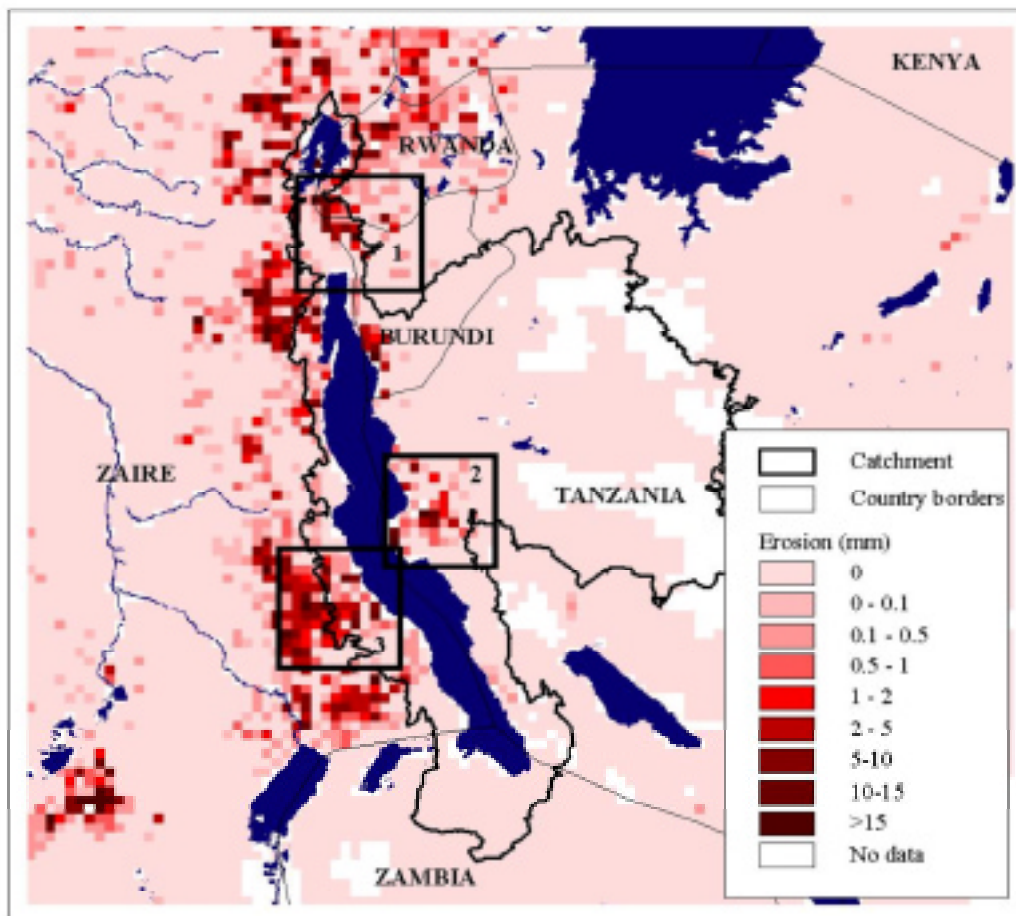 KENYA
RWANDA
1
BURUNDI
ZAIRE
2
TANZANIA
3
ZAMBIA
Catchment
Country borders
Erosion (mm)
0
0 - 0.1
0.1 - 0.5
0.5 - 1
1 - 2
2 - 5
5-10
10-15
>15
No data